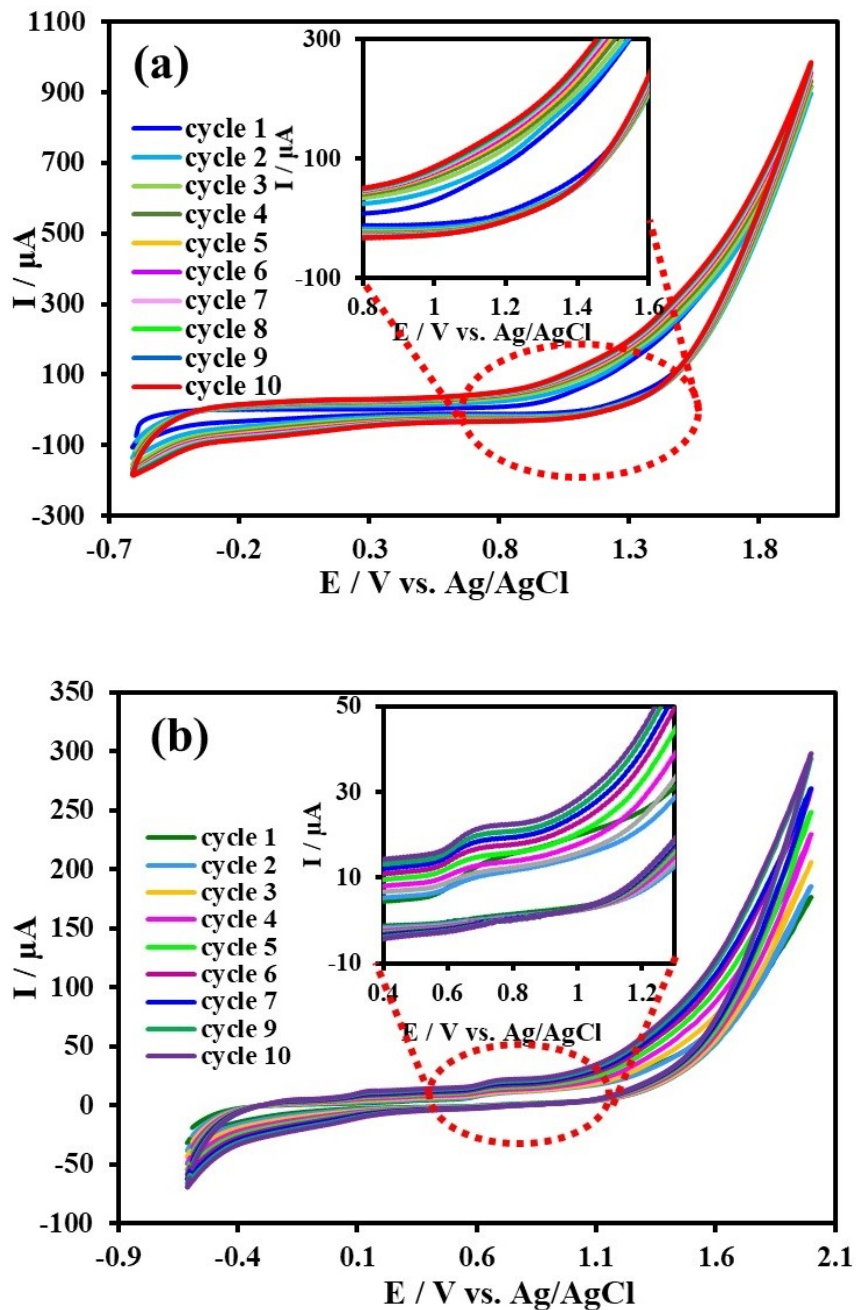 (a)
1100
900
700
500
300
100
-100
-300
I / µA
cycle 1
cycle 2
cycle 3
cycle 4
cycle 5
cycle 6
cycle 7
cycle 8
cycle 9
cycle 10
300
100
-100
I / µA
0.8 1 1.2 1.4 1.6
E / V vs. Ag/AgCl
-0.7 -0.2 0.3 0.8 1.3 1.8
E / V vs. Ag/AgCl
(b)
350
300
250
200
150
100
50
0
-50
-100
I / µA
cycle 1
cycle 2
cycle 3
cycle 4
cycle 5
cycle 6
cycle 7
cycle 9
cycle 10
50
30
10
-10
I / µA
0.4 0.6 0.8 1 1.2
E / V vs. Ag/AgCl
-0.9 -0.4 0.1 0.6 1.1 1.6 2.1
E / V vs. Ag/AgCl